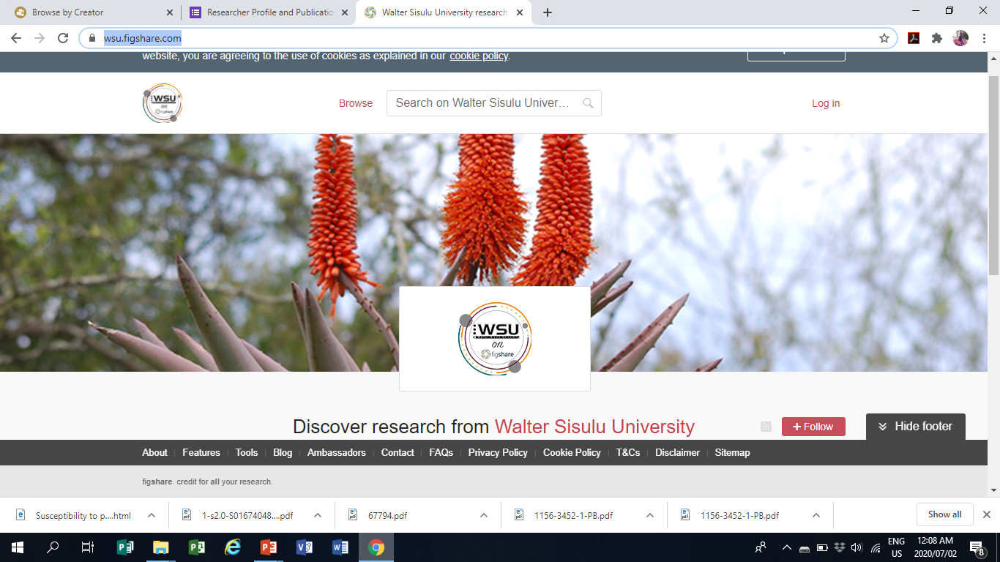 Browse by Creator
Researcher Profile and Publicatio
Walter Sisulu University research
wsu.figshare.com
website, you are agreeing to the use of cookies as explained in our cookie policy.
WSU
on
figshare
Browse
Search on Walter Sisulu Univer…
Log in
WSU
on
figshare
Discover research from Walter Sisulu University
+ Follow
Hide footer
About
Features
Tools
Blog
Ambassadors
Contact
FAQs
Privacy Policy
Cookie Policy
T&Cs
Disclaimer
Sitemap
figshare. credit for all your research.
Susceptibility to p....html
1-s2.0-S01674048....pdf
67794.pdf
1156-3452-1-PB.pdf
1156-3452-1-PB.pdf
Show all
ENG
US
12:08 AM
2020/07/02
8